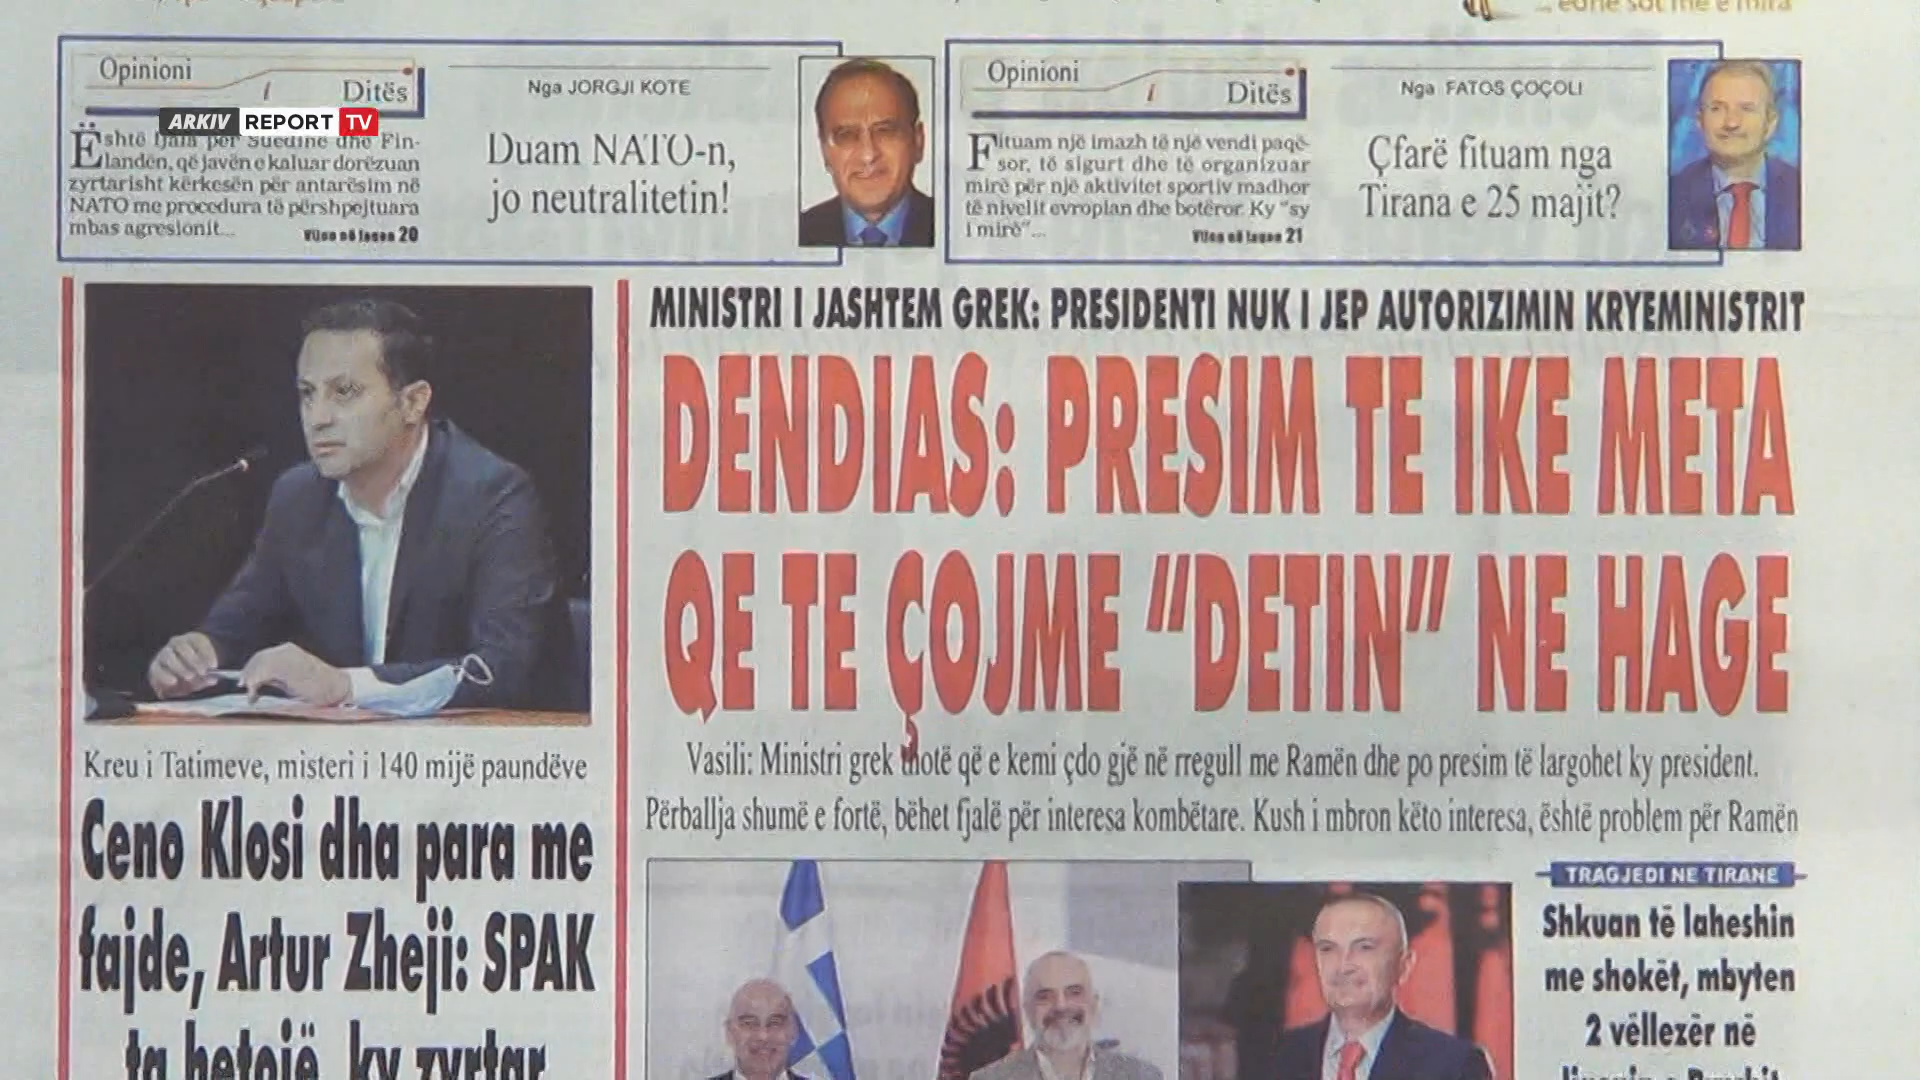 ... edhe sot më e mirë
Opinioni
i
Ditës
ARKIV REPORT TV
Është fjala për Suedinë dhe Fin-
landën, që javën e kaluar dorëzuan
zyrtarisht kërkesën për antarësim në
NATO me procedura të përshpejtuara
mbas agresionit...
Vijon në faqen 20
Nga JORGJI KOTE
Duam NATO-n,
jo neutralitetin!
Opinioni
i
Ditës
Fituam një imazh të një vendi paqë-
sor, të sigurt dhe të organizuar
mirë për një aktivitet sportiv madhor
të nivelit evropian dhe botëror. Ky "sy
i mirë"...
Vijon në faqen 21
Nga FATOS ÇOÇOLI
Çfarë fituam nga
Tirana e 25 majit?
Kreu i Tatimeve, misteri i 140 mijë paundëve
Ceno Klosi dha para me
fajde, Artur Zheji: SPAK
ta hetojë, ky zyrtar
MINISTRI I JASHTEM GREK: PRESIDENTI NUK I JEP AUTORIZIMIN KRYEMINISTRIT
DENDIAS: PRESIM TE IKE META
QE TE ÇOJME "DETIN" NE HAGE
Vasili: Ministri grek thotë që e kemi çdo gjë në rregull me Ramën dhe po presim të largohet ky president.
Përballja shumë e fortë, bëhet fjalë për interesa kombëtare. Kush i mbron këto interesa, është problem për Ramën
TRAGJEDI NE TIRANE
Shkuan të laheshin
me shokët, mbyten
2 vëllezër në